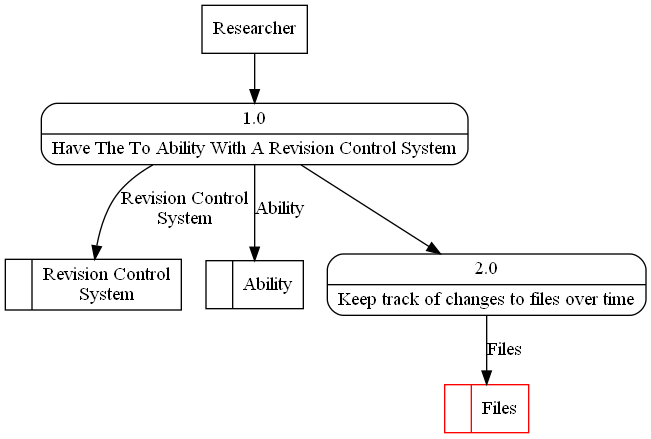 Researcher
1.0
Have The To Ability With A Revision Control System
Revision Control
System
Ability
Revision Control
System
Ability
2.0
Keep track of changes to files over time
Files
Files